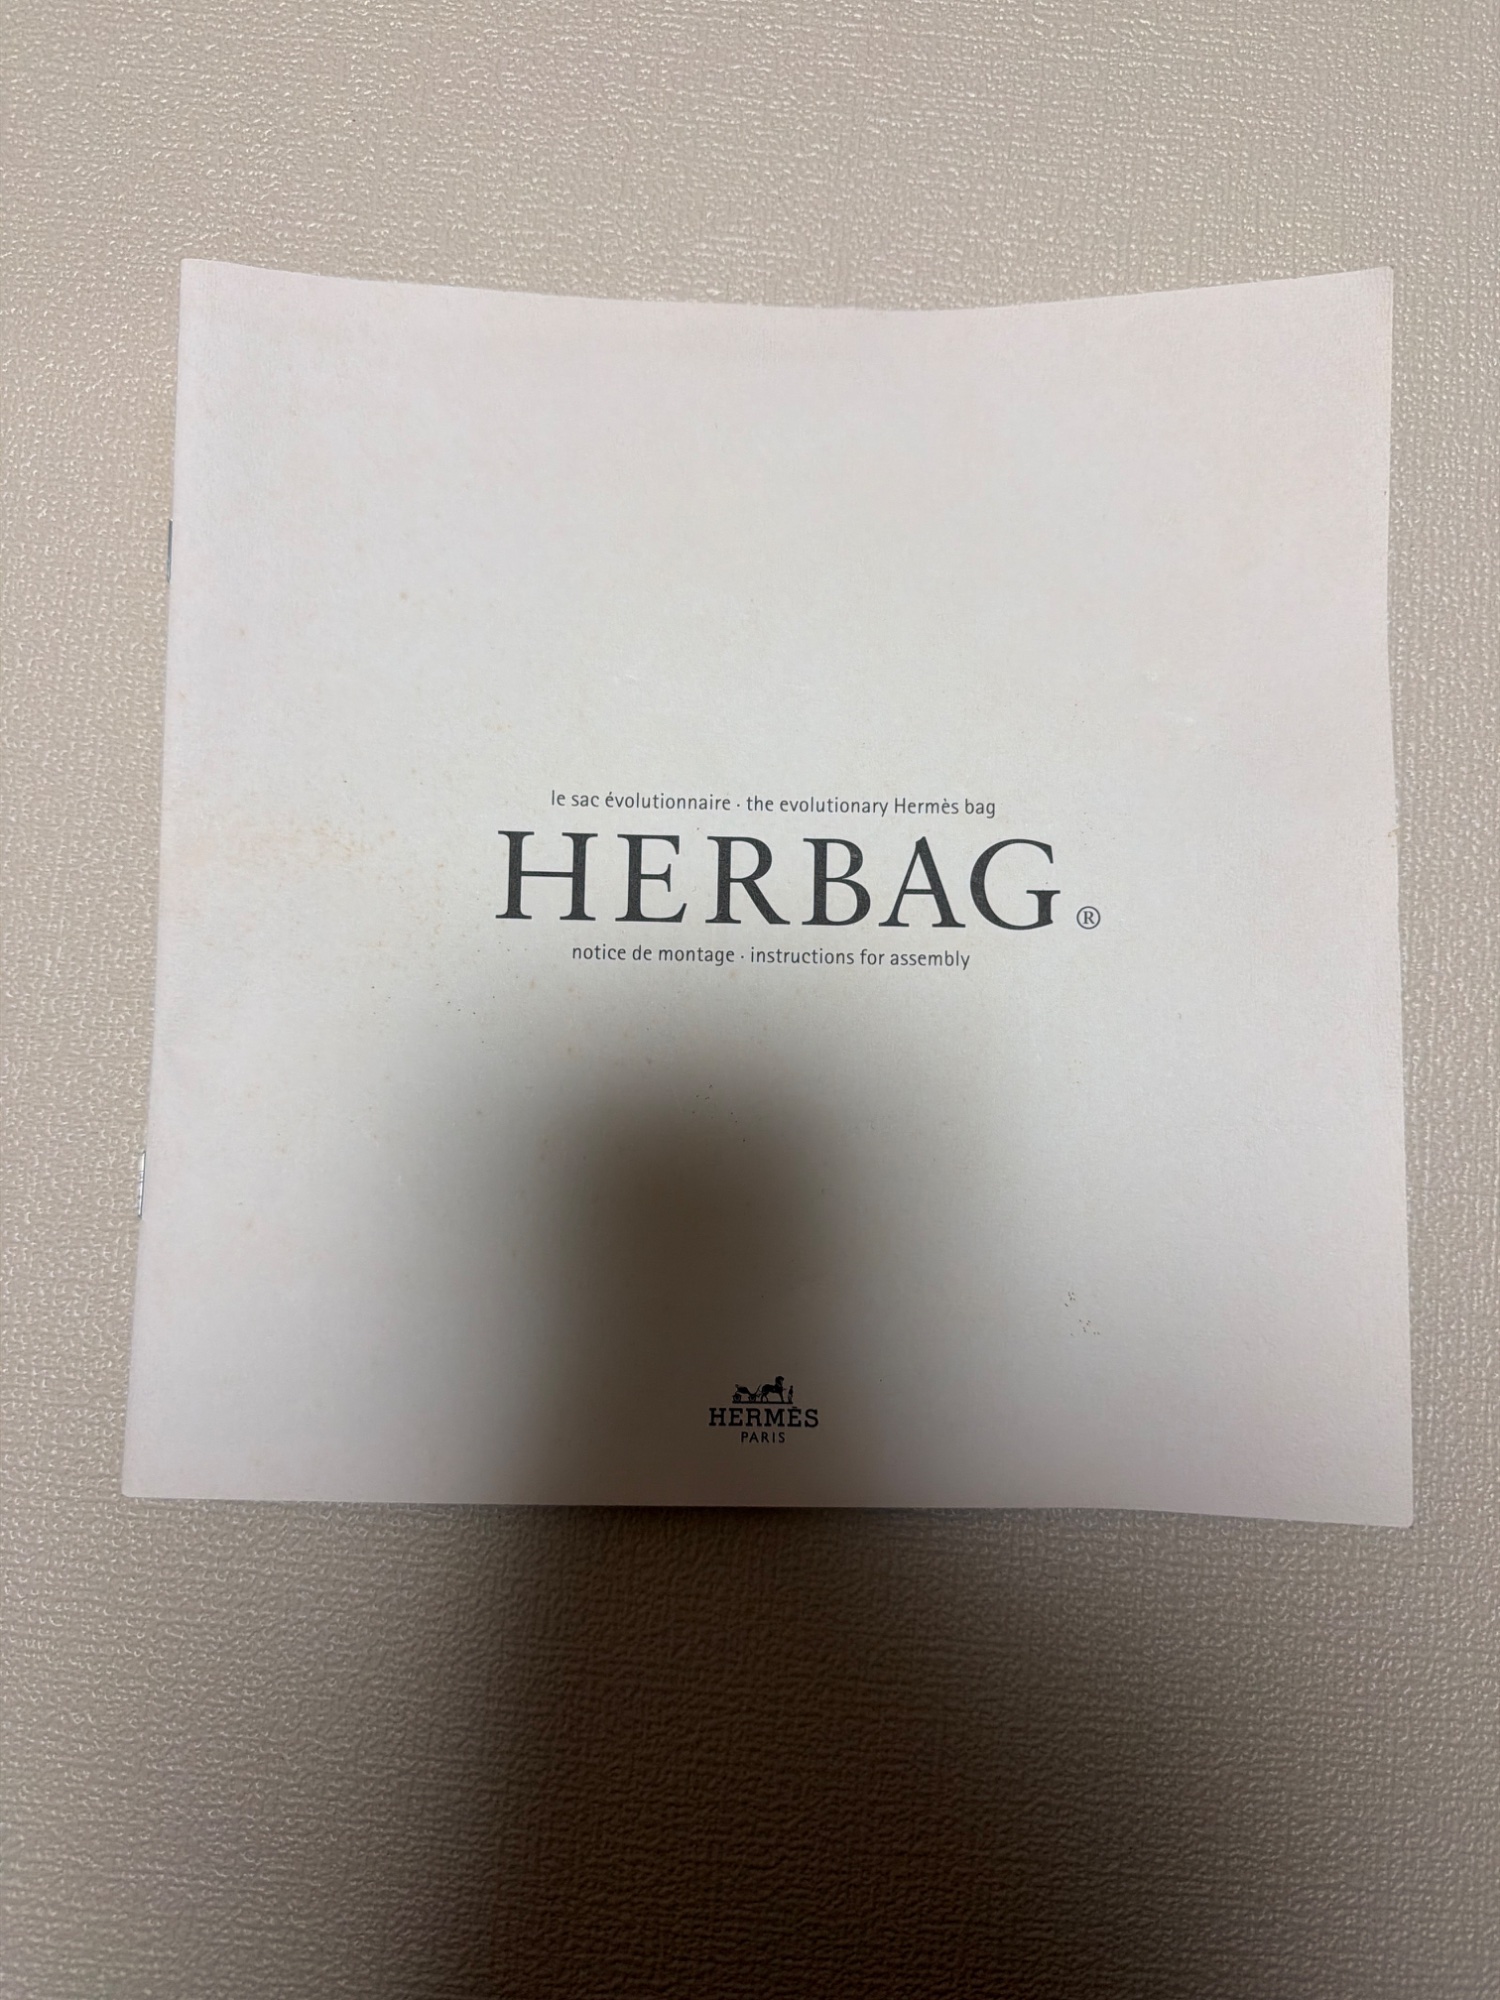 le sac évolutionnaire · the evolutionary Hermès bag
HERBAG®
notice de montage · instructions for assembly
HERMÈS
PARIS